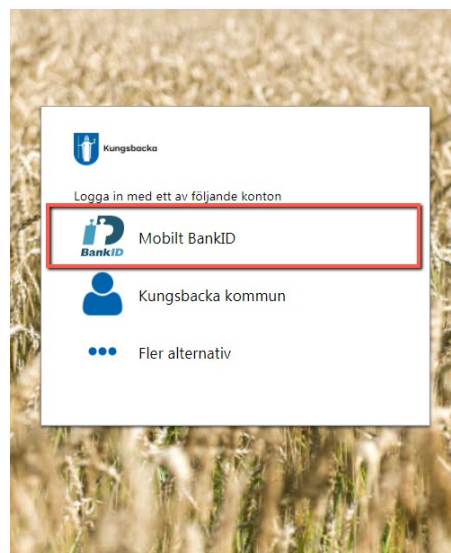 Kungsbacka
Logga in med ett av följande konton
BankID
Mobilt BankID
Kungsbacka kommun
Fler alternativ